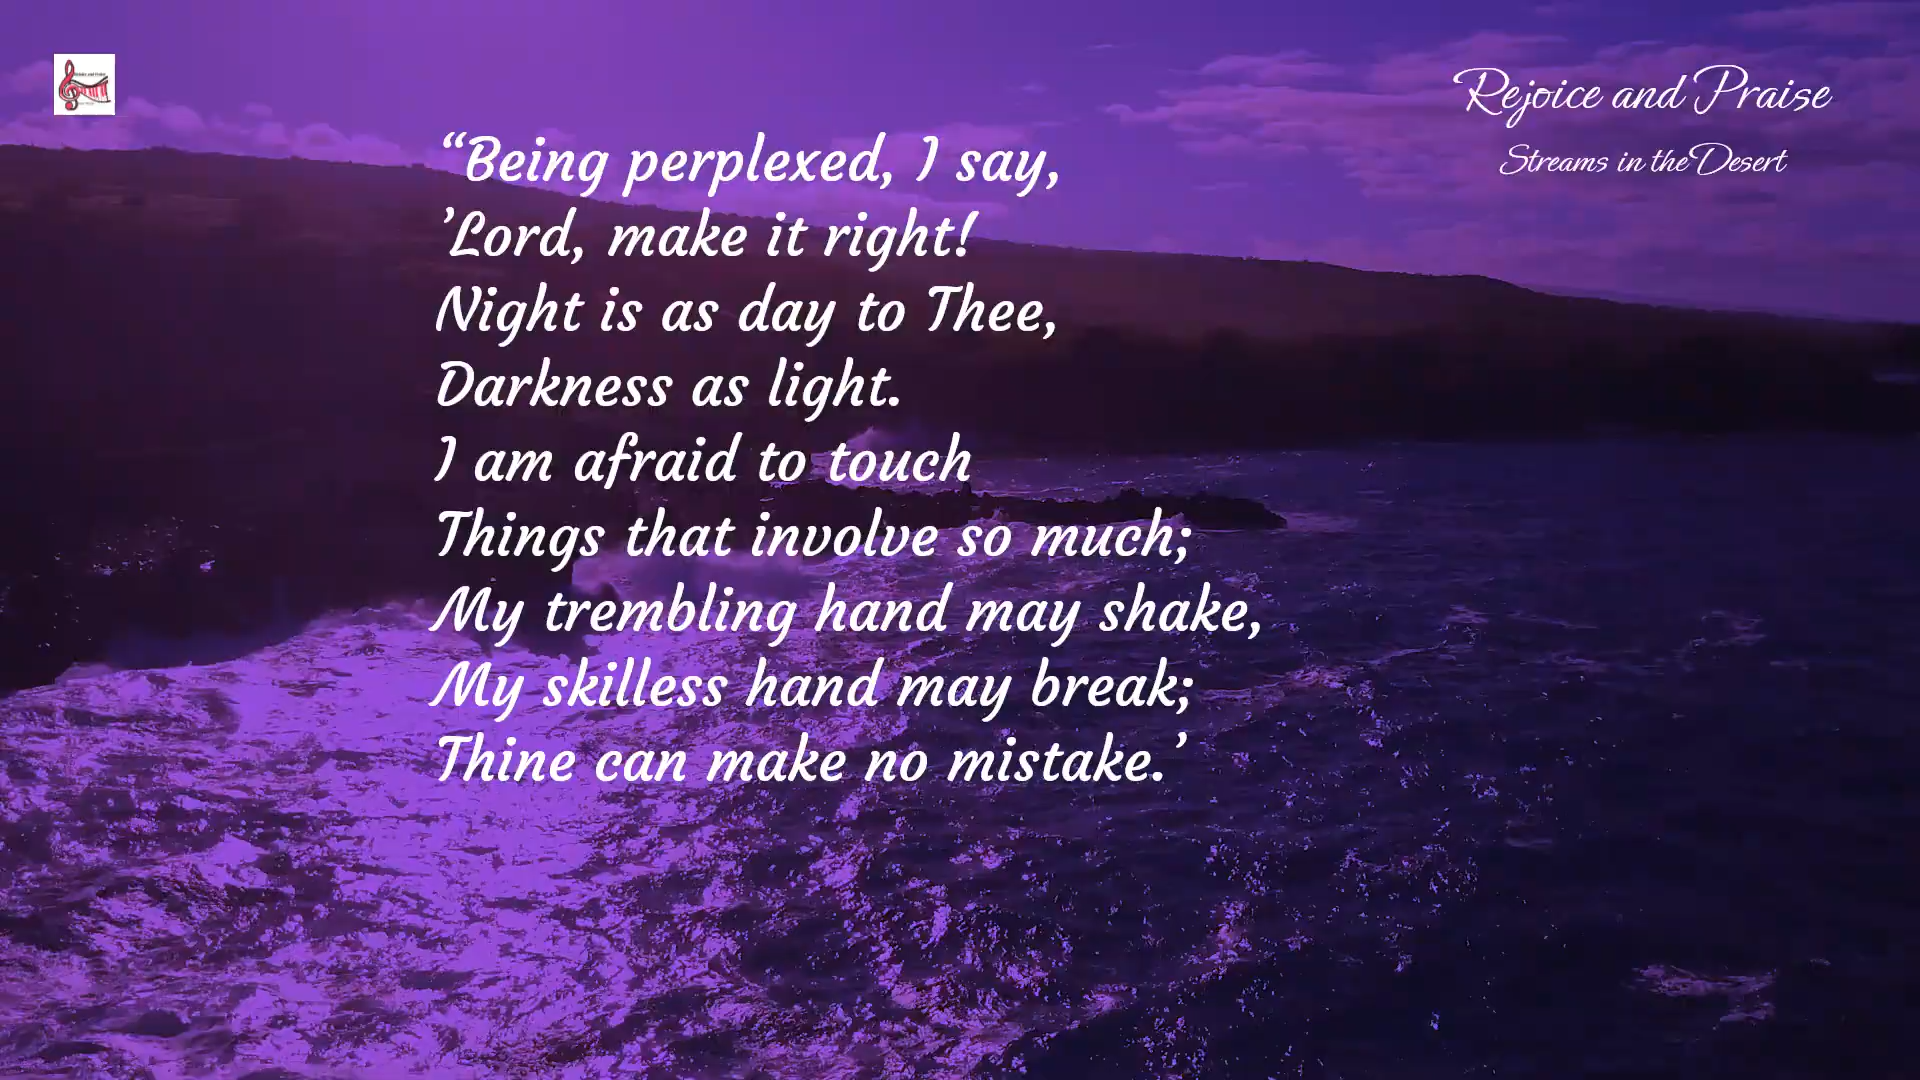 Rejoice and Praise
Streams in the Desert
“Being perplexed, I say,
’Lord, make it right!
Night is as day to Thee,
Darkness as light.
I am afraid to touch
Things that involve so much;
My trembling hand may shake,
My skilless hand may break;
Thine can make no mistake.’